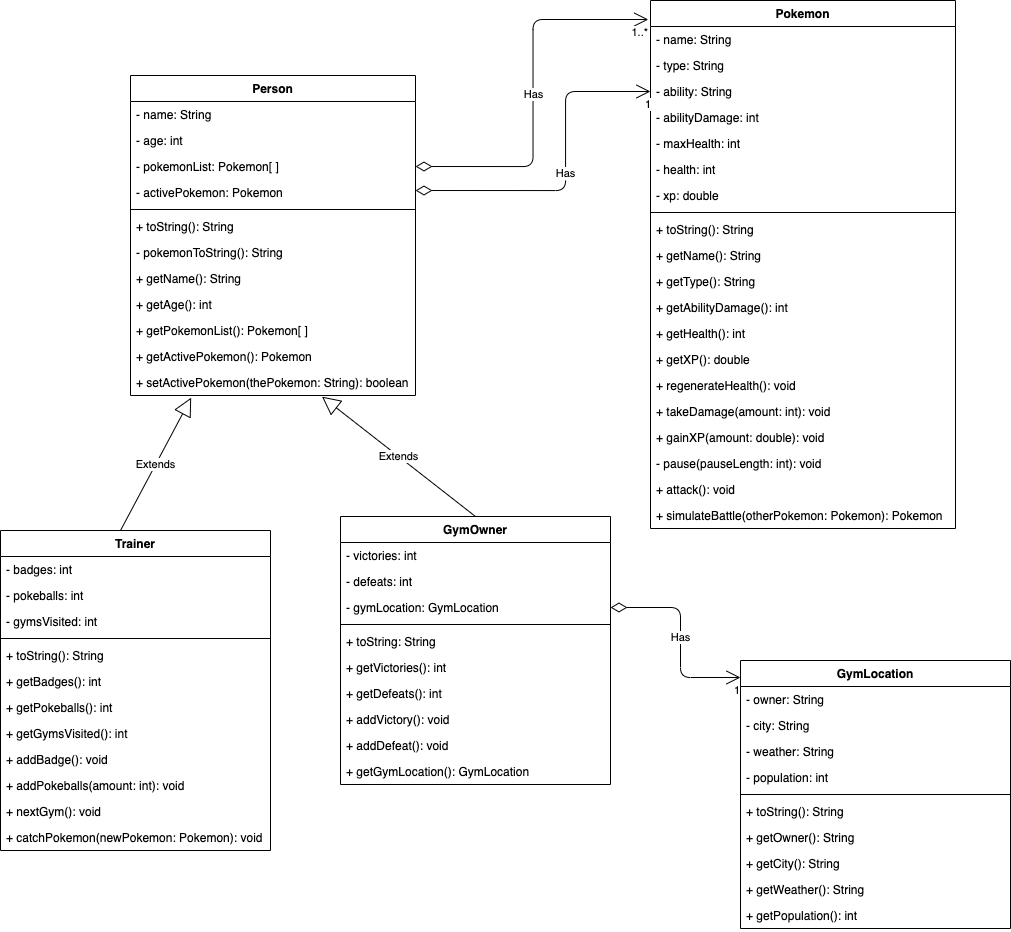 Pokemon
- name: String
- type: String
- ability: String
- abilityDamage: int
- maxHealth: int
- health: int
- xp: double
+ toString(): String
+ getName(): String
+ getType(): String
+ getAbilityDamage(): int
+ getHealth(): int
+ getXP(): double
+ regenerateHealth(): void
+ takeDamage(amount: int): void
+ gainXP(amount: double): void
- pause(pauseLength: int): void
+ attack(): void
+ simulateBattle(otherPokemon: Pokemon): Pokemon
1..*
Has
1
Has
Person
- name: String
- age: int
- pokemonList: Pokemon[ ]
- activePokemon: Pokemon
+ toString(): String
- pokemonToString(): String
+ getName(): String
+ getAge(): int
+ getPokemonList(): Pokemon[ ]
+ getActivePokemon(): Pokemon
+ setActivePokemon(thePokemon: String): boolean
Extends
Extends
Trainer
- badges: int
- pokeballs: int
- gymsVisited: int
+ toString(): String
+ getBadges(): int
+ getPokeballs(): int
+ getGymsVisited(): int
+ addBadge(): void
+ addPokeballs(amount: int): void
+ nextGym(): void
+ catchPokemon(newPokemon: Pokemon): void
GymOwner
- victories: int
- defeats: int
- gymLocation: GymLocation
+ toString: String
+ getVictories(): int
+ getDefeats(): int
+ addVictory(): void
+ addDefeat(): void
+ getGymLocation(): GymLocation
Has
1
GymLocation
- owner: String
- city: String
- weather: String
- population: int
+ toString(): String
+ getOwner(): String
+ getCity(): String
+ getWeather(): String
+ getPopulation(): int